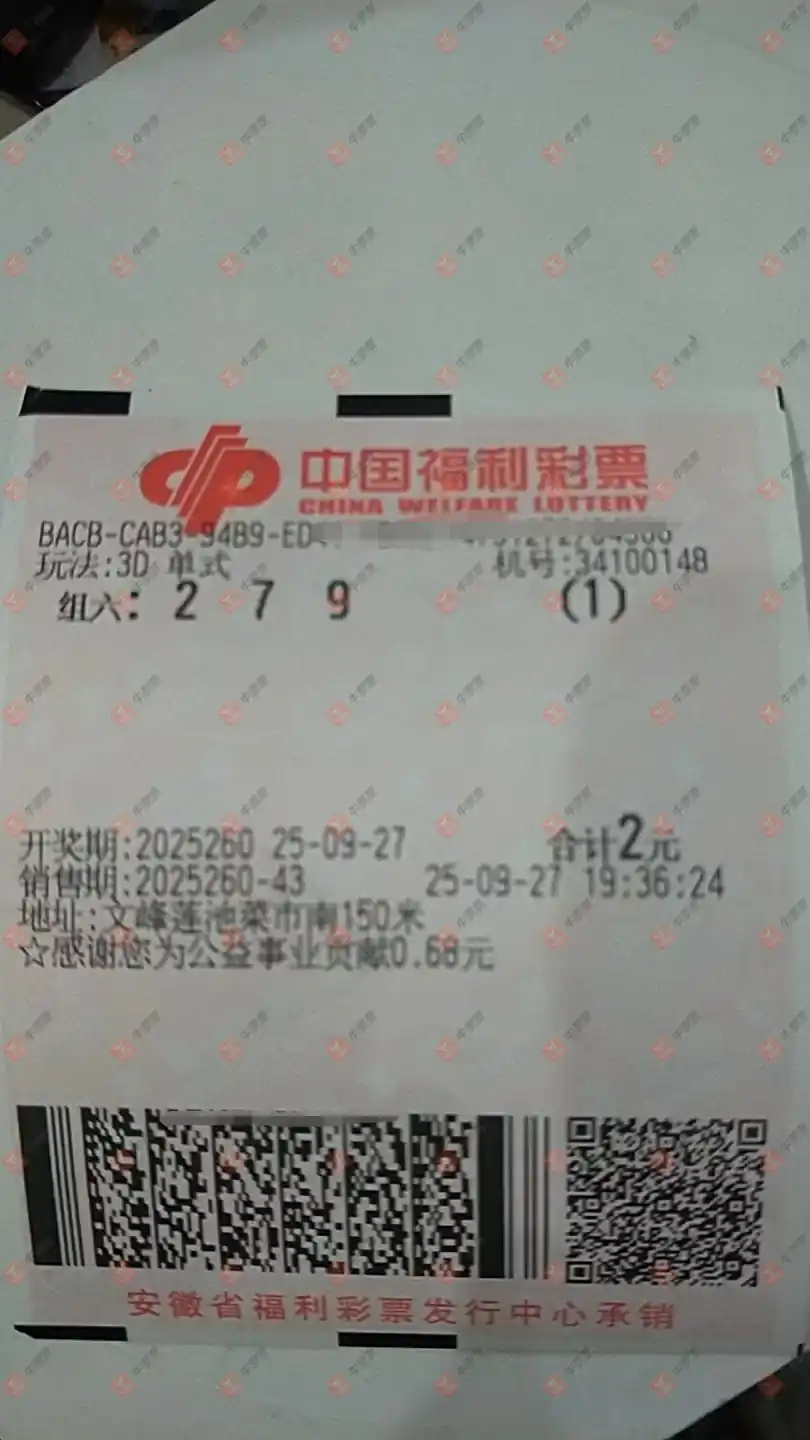 中国福利彩票
CHINA WELFARE LOTTERY
BACB-CAB3-94B9-ED
玩法:3D 单式 机号:34100148
组六: 2 7 9 (1)
开奖期:2025260 25-09-27 合计2元
销售期:2025260-43 25-09-27 19:36:24
地址:文峰莲池菜市南150米
☆感谢您为公益事业贡献0.68元
安徽省福利彩票发行中心承销